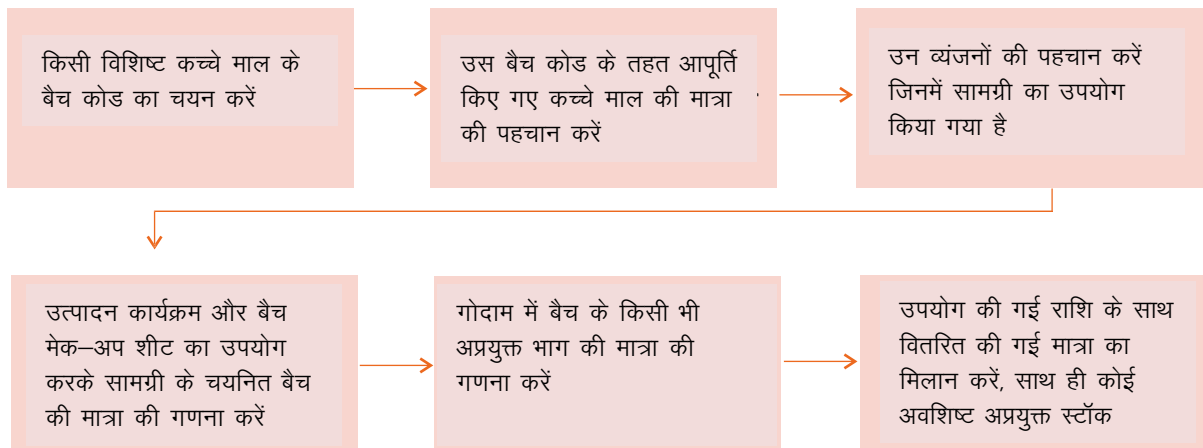 किसी विशिष्ट कच्चे माल के
बैच कोड का चयन करें
उस बैच कोड के तहत आपूर्ति
किए गए कच्चे माल की मात्रा
की पहचान करें
उन व्यंजनों की पहचान करें
जिनमें सामग्री का उपयोग
किया गया है
उत्पादन कार्यक्रम और बैच
मेक–अप शीट का उपयोग
करके सामग्री के चयनित बैच
की मात्रा की गणना करें
गोदाम में बैच के किसी भी
अप्रयुक्त भाग की मात्रा की
गणना करें
उपयोग की गई राशि के साथ
वितरित की गई मात्रा का
मिलान करें, साथ ही कोई
अवशिष्ट अप्रयुक्त स्टॉक